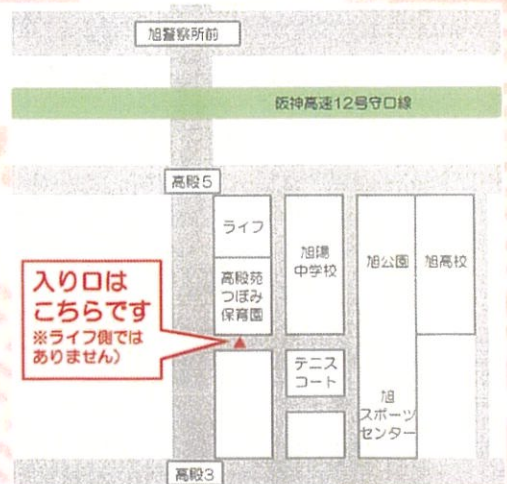 旭警察所前
阪神高速12号守口線
高殿5
ライフ
高殿苑
つぼみ
保育園
旭陽
中学校
旭公園
旭高校
入り口は
こちらです
※ライフ側では
ありません)
テニス
コート
旭
スポーツ
センター
高殿3